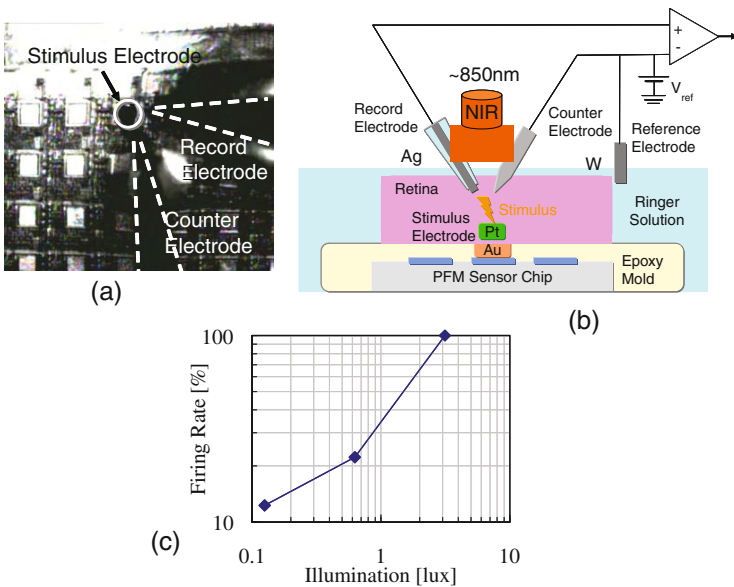 Stimulus Electrode
Record
Electrode
Counter
Electrode
(a)
~850nm
NIR
Record
Electrode
Counter
Electrode
+
-
V ref
Reference
Electrode
Ag
W
Retina
Stimulus
Stimulus
Electrode
Pt
Au
Ringer
Solution
PFM Sensor Chip
Epoxy
Mold
(b)
Firing Rate [%]
100
10
0.1
1
10
Illumination [lux]
(c)